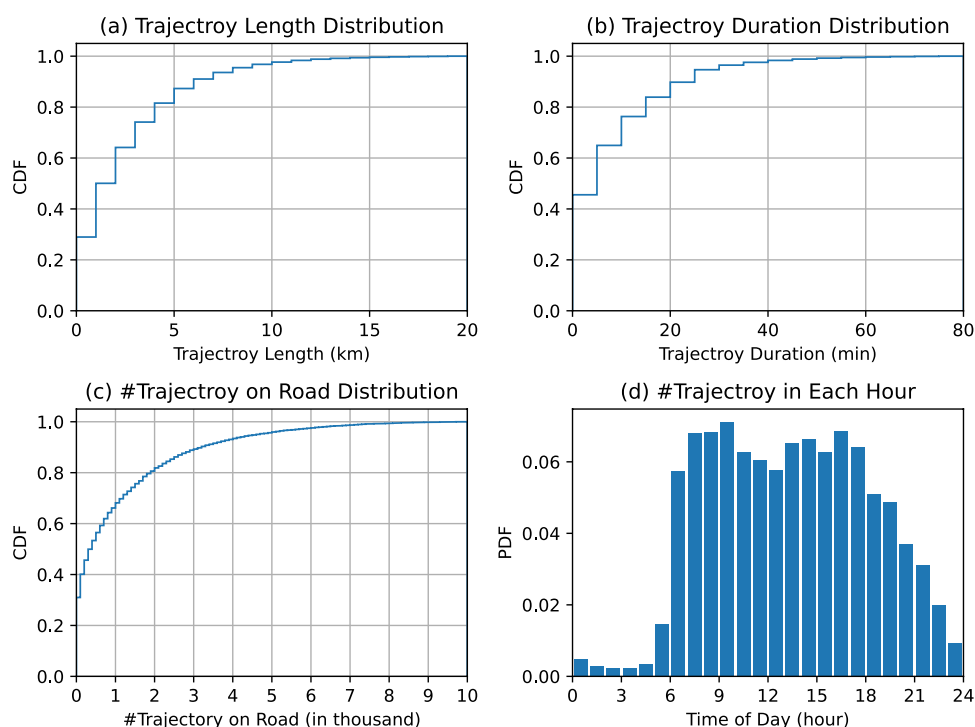 (a) Trajectroy Length Distribution
CDF
1.0
0.8
0.6
0.4
0.2
0.0
0 5 10 15 20
Trajectroy Length (km)
(b) Trajectroy Duration Distribution
CDF
1.0
0.8
0.6
0.4
0.2
0.0
0 20 40 60 80
Trajectroy Duration (min)
(c) #Trajectroy on Road Distribution
CDF
1.0
0.8
0.6
0.4
0.2
0.0
0 1 2 3 4 5 6 7 8 9 10
#Trajectory on Road (in thousand)
(d) #Trajectroy in Each Hour
PDF
0.06
0.04
0.02
0.00
0 3 6 9 12 15 18 21 24
Time of Day (hour)